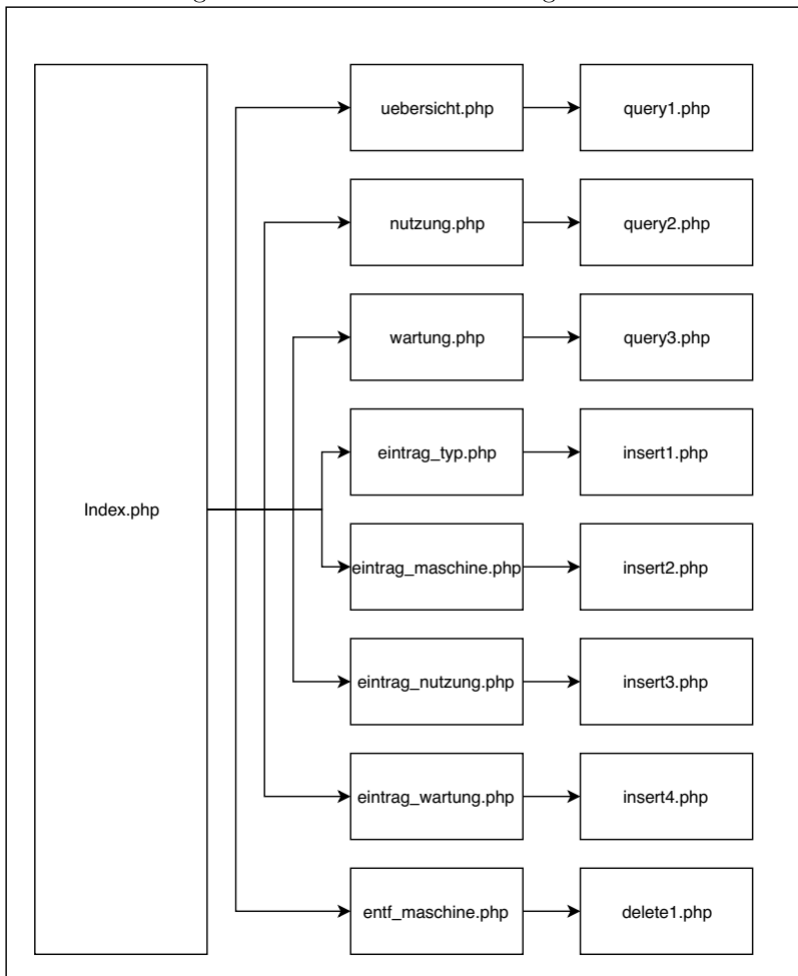 Index.php
uebersicht.php
query1.php
nutzung.php
query2.php
wartung.php
query3.php
eintrag_typ.php
insert1.php
eintrag_maschine.php
insert2.php
eintrag_nutzung.php
insert3.php
eintrag_wartung.php
insert4.php
entf_maschine.php
delete1.php